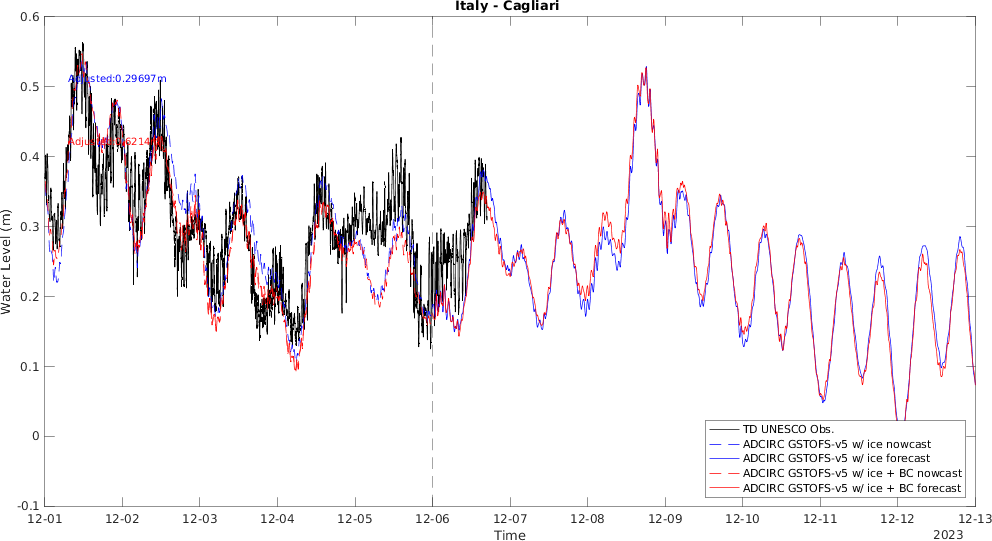 Italy - Cagliari
0.6
0.5
0.4
0.3
0.2
0.1
0
-0.1
Water Level (m)
Adjusted:0.29697m
TD UNESCO Obs.
ADCIRC GSTOFS-v5 w/ ice nowcast
ADCIRC GSTOFS-v5 w/ ice forecast
ADCIRC GSTOFS-v5 w/ ice + BC nowcast
ADCIRC GSTOFS-v5 w/ ice + BC forecast
12-01 12-02 12-03 12-04 12-05 12-06 12-07 12-08 12-09 12-10 12-11 12-12 12-13
Time
2023